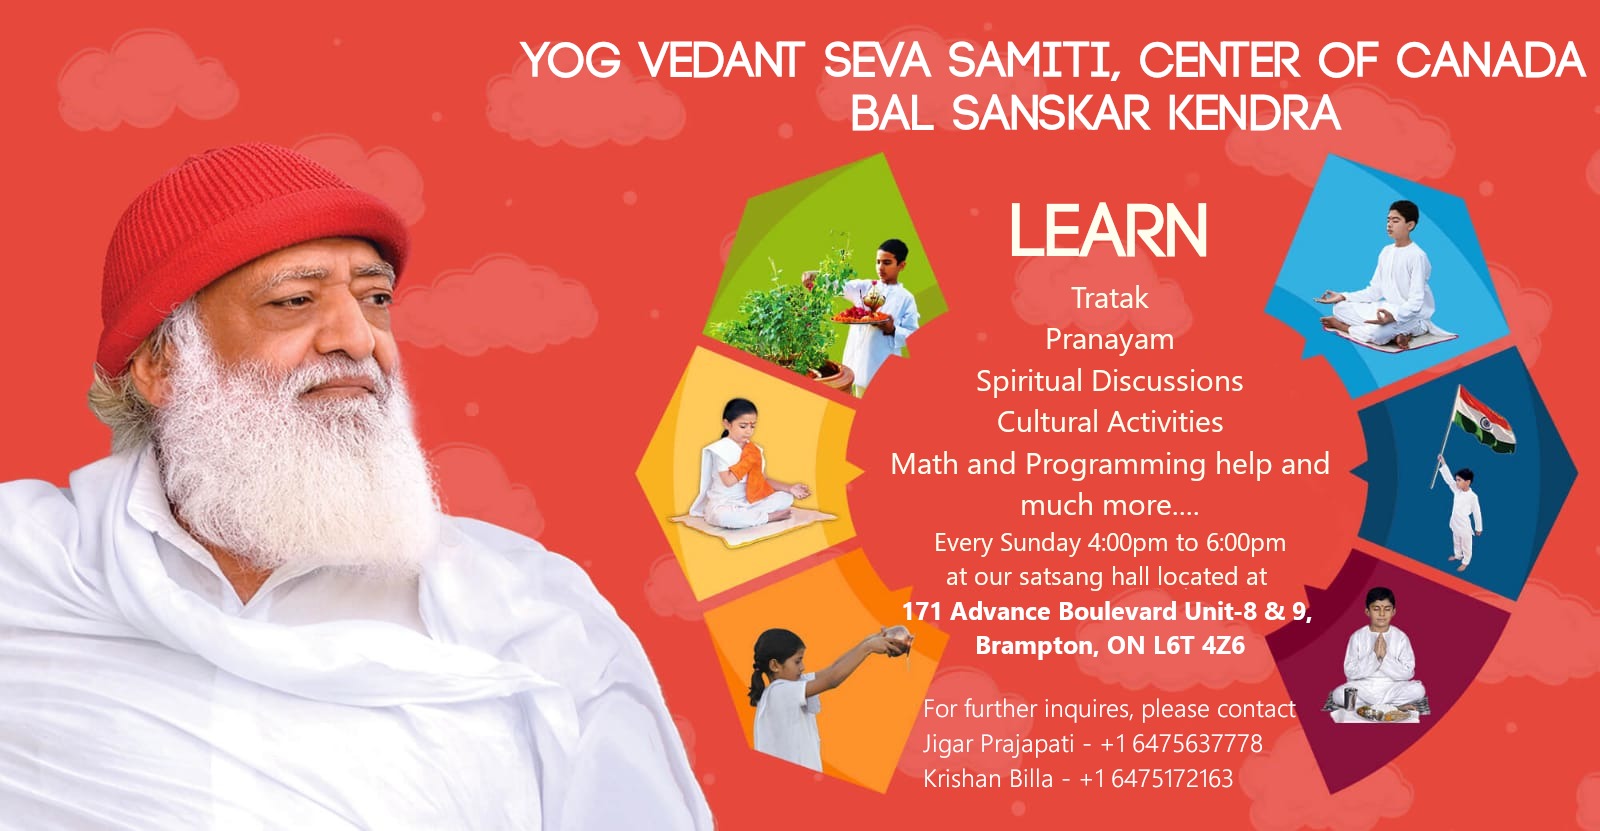 YOG VEDANT SEVA SAMITI, CENTER OF CANADA
BAL SANSKAR KENDRA
LEARN
Tratak
Pranayam
Spiritual Discussions
Cultural Activities
Math and Programming help and
much more....
Every Sunday 4:00pm to 6:00pm
at our satsang hall located at
171 Advance Boulevard Unit-8 & 9,
Brampton, ON L6T 4Z6
For further inquires, please contact
Jigar Prajapati - +1 6475637778
Krishan Billa - +1 6475172163